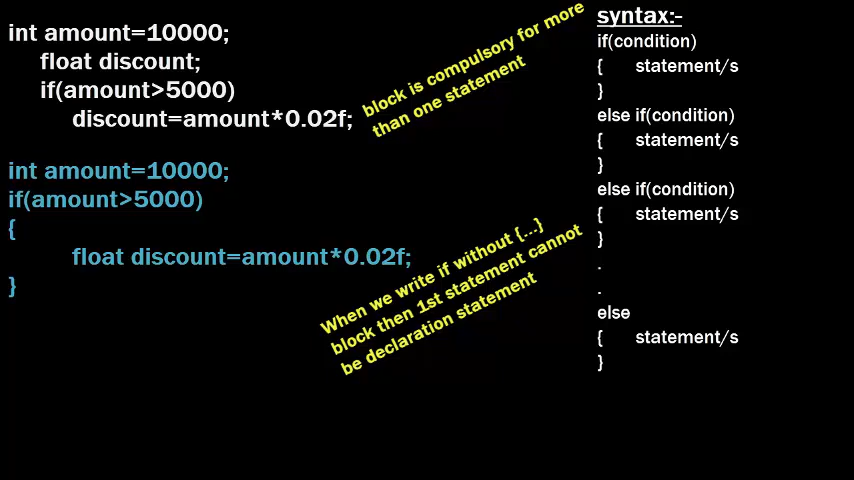 int amount=10000;
float discount;
if(amount>5000)
discount=amount*0.02f;
block is compulsory for more
than one statement
int amount=10000;
if(amount>5000)
{
float discount=amount*0.02f;
}
When we write if without {...}
block then 1st statement cannot
be declaration statement
syntax:-
if(condition)
{ statement/s
}
else if(condition)
{ statement/s
}
else if(condition)
{ statement/s
}
.
.
else
{ statement/s
}